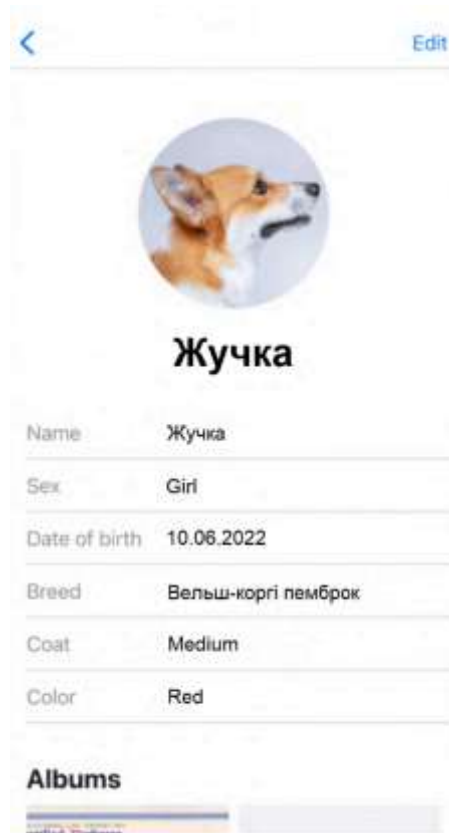 Edit
Жучка
Name Жучка
Sex Girl
Date of birth 10.06.2022
Breed Вельш-коргі пемброк
Coat Medium
Color Red
Albums